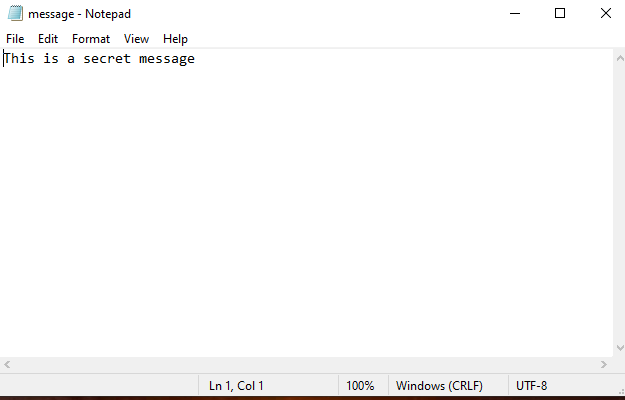 message - Notepad
File Edit Format View Help
This is a secret message
Ln 1, Col 1 100% Windows (CRLF) UTF-8